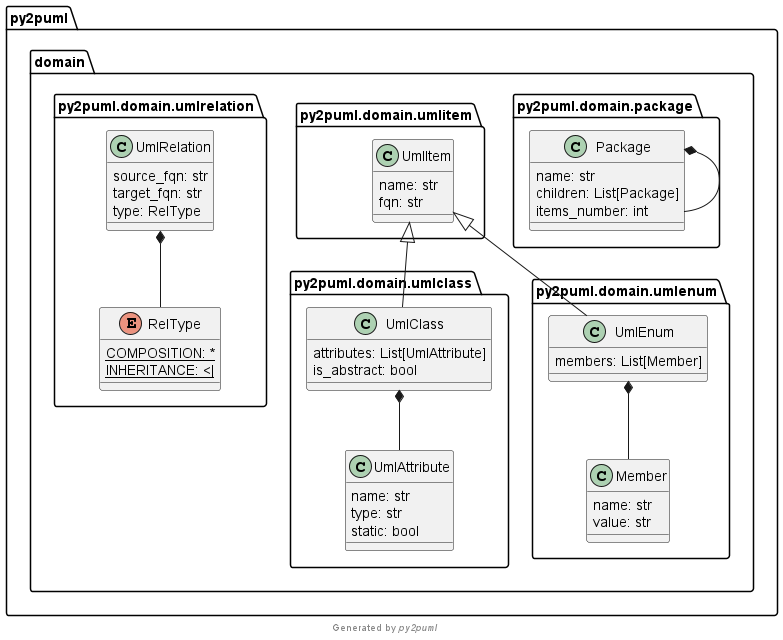 py2puml
domain
py2puml.domain.umlrelation
C UmlRelation
source_fqn: str
target_fqn: str
type: RelType
E RelType
COMPOSITION: *
INHERITANCE: <|
py2puml.domain.umlitem
C UmlItem
name: str
fqn: str
py2puml.domain.package
C Package
name: str
children: List[Package]
items_number: int
py2puml.domain.umlclass
C UmlClass
attributes: List[UmlAttribute]
is_abstract: bool
C UmlAttribute
name: str
type: str
static: bool
py2puml.domain.umlenum
C UmlEnum
members: List[Member]
C Member
name: str
value: str
Generated by py2puml